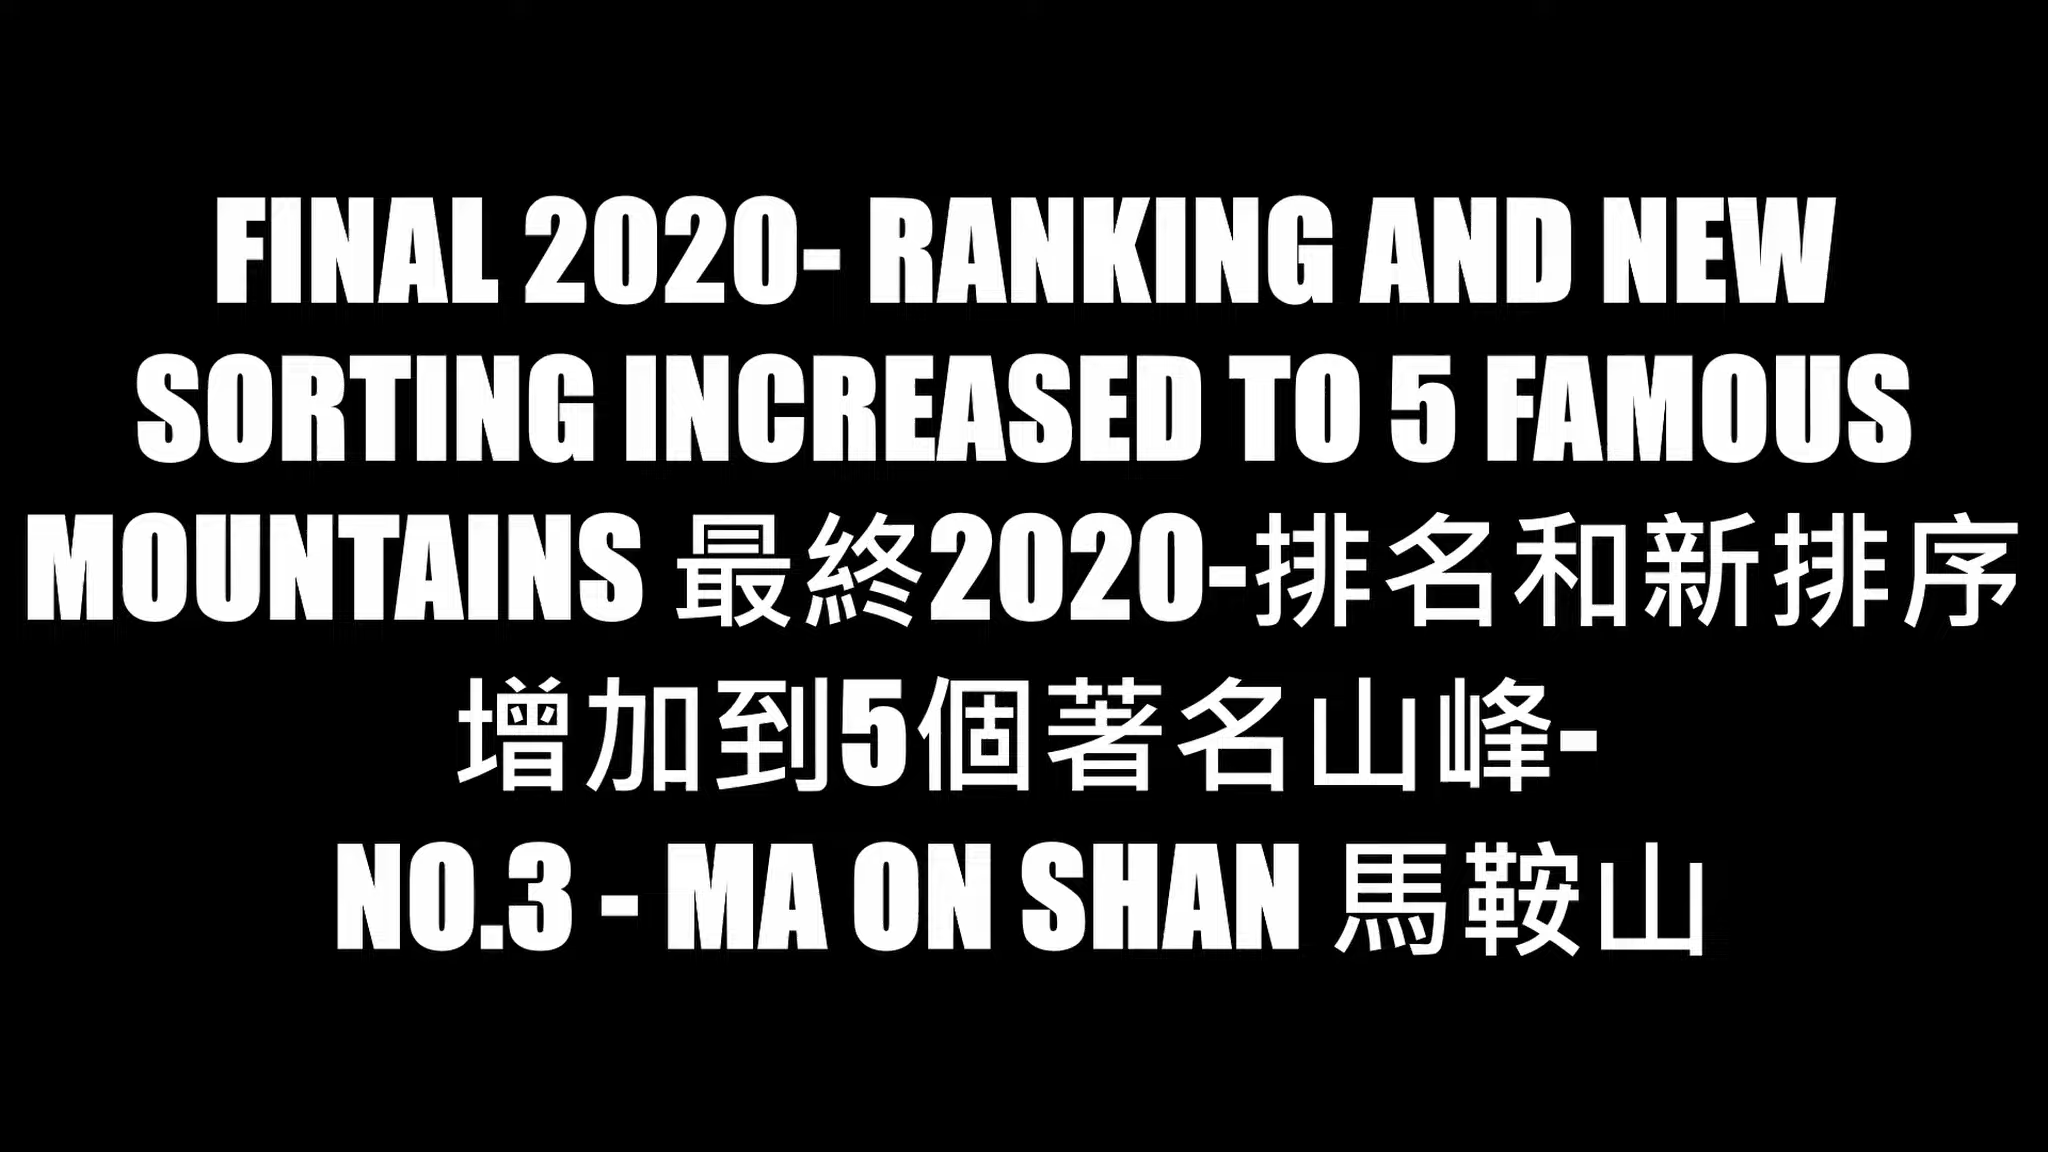 FINAL 2020- RANKING AND NEW
SORTING INCREASED TO 5 FAMOUS
MOUNTAINS 最終2020-排名和新排序
增加到5個著名山峰-
NO.3 - MA ON SHAN 馬鞍山